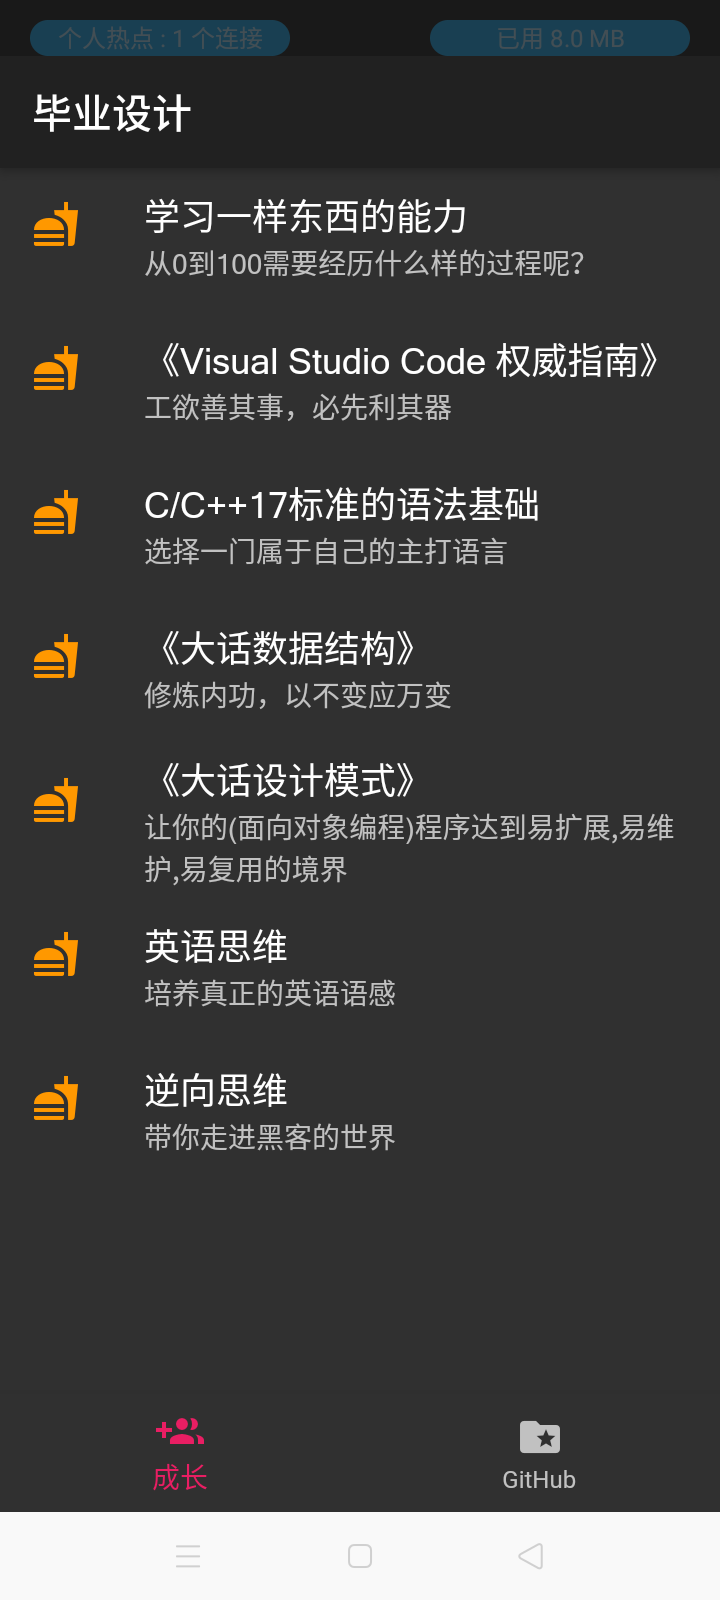 个人热点 : 1 个连接
已用 8.0 MB
毕业设计
学习一样东西的能力
从0到100需要经历什么样的过程呢?
《Visual Studio Code 权威指南》
工欲善其事，必先利其器
C/C++17标准的语法基础
选择一门属于自己的主打语言
《大话数据结构》
修炼内功，以不变应万变
《大话设计模式》
让你的(面向对象编程)程序达到易扩展,易维
护,易复用的境界
英语思维
培养真正的英语语感
逆向思维
带你走进黑客的世界
成长
GitHub